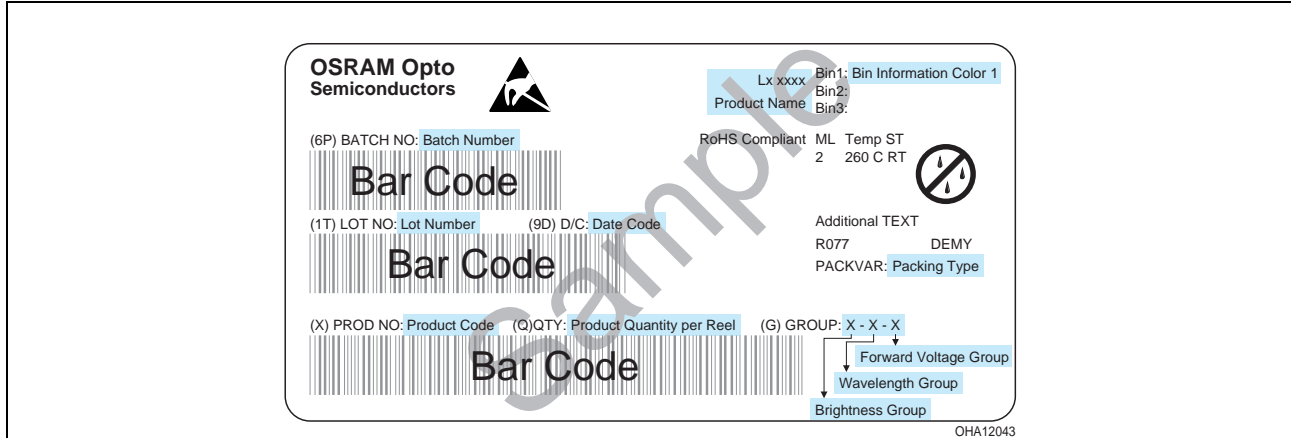 OSRAM Opto
Semiconductors
Lx xxxx
Product Name
Bin1: Bin Information Color 1
Bin2:
Bin3:
(6P) BATCH NO: Batch Number
Bar Code
RoHS Compliant ML Temp ST
2 260 C RT
(1T) LOT NO: Lot Number (9D) D/C: Date Code
Bar Code
Additional TEXT
R077 DEMY
PACKVAR: Packing Type
(X) PROD NO: Product Code (Q)QTY: Product Quantity per Reel (G) GROUP: X - X - X
Bar Code
Forward Voltage Group
Wavelength Group
Brightness Group
Sample
OHA12043